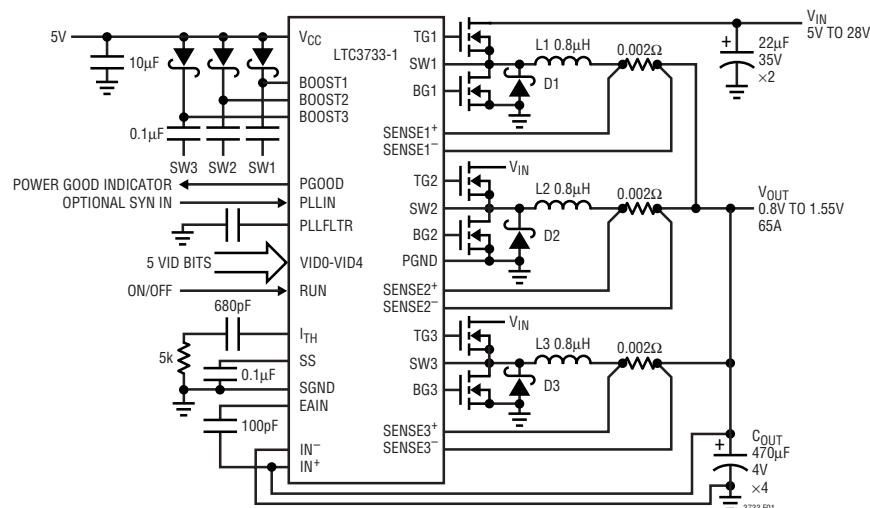 5V
10µF
0.1µF
SW3 SW2 SW1
POWER GOOD INDICATOR
OPTIONAL SYN IN
5 VID BITS
ON/OFF
680pF
5k
0.1µF
100pF
LTC3733-1
VCC
BOOST1
BOOST2
BOOST3
PGOOD
PLLIN
PLLFLTR
VID0-VID4
RUN
ITH
SS
SGND
EAIN
IN−
IN+
TG1
SW1
BG1
SENSE1+
SENSE1−
TG2
SW2
BG2
PGND
SENSE2+
SENSE2−
TG3
SW3
BG3
SENSE3+
SENSE3−
L1 0.8µH
0.002Ω
D1
VIN
L2 0.8µH
0.002Ω
D2
VIN
L3 0.8µH
0.002Ω
D3
VIN
5V TO 28V
+
22µF
35V
×2
VOUT
0.8V TO 1.55V
65A
+
COUT
470µF
4V
×4
3733 F01